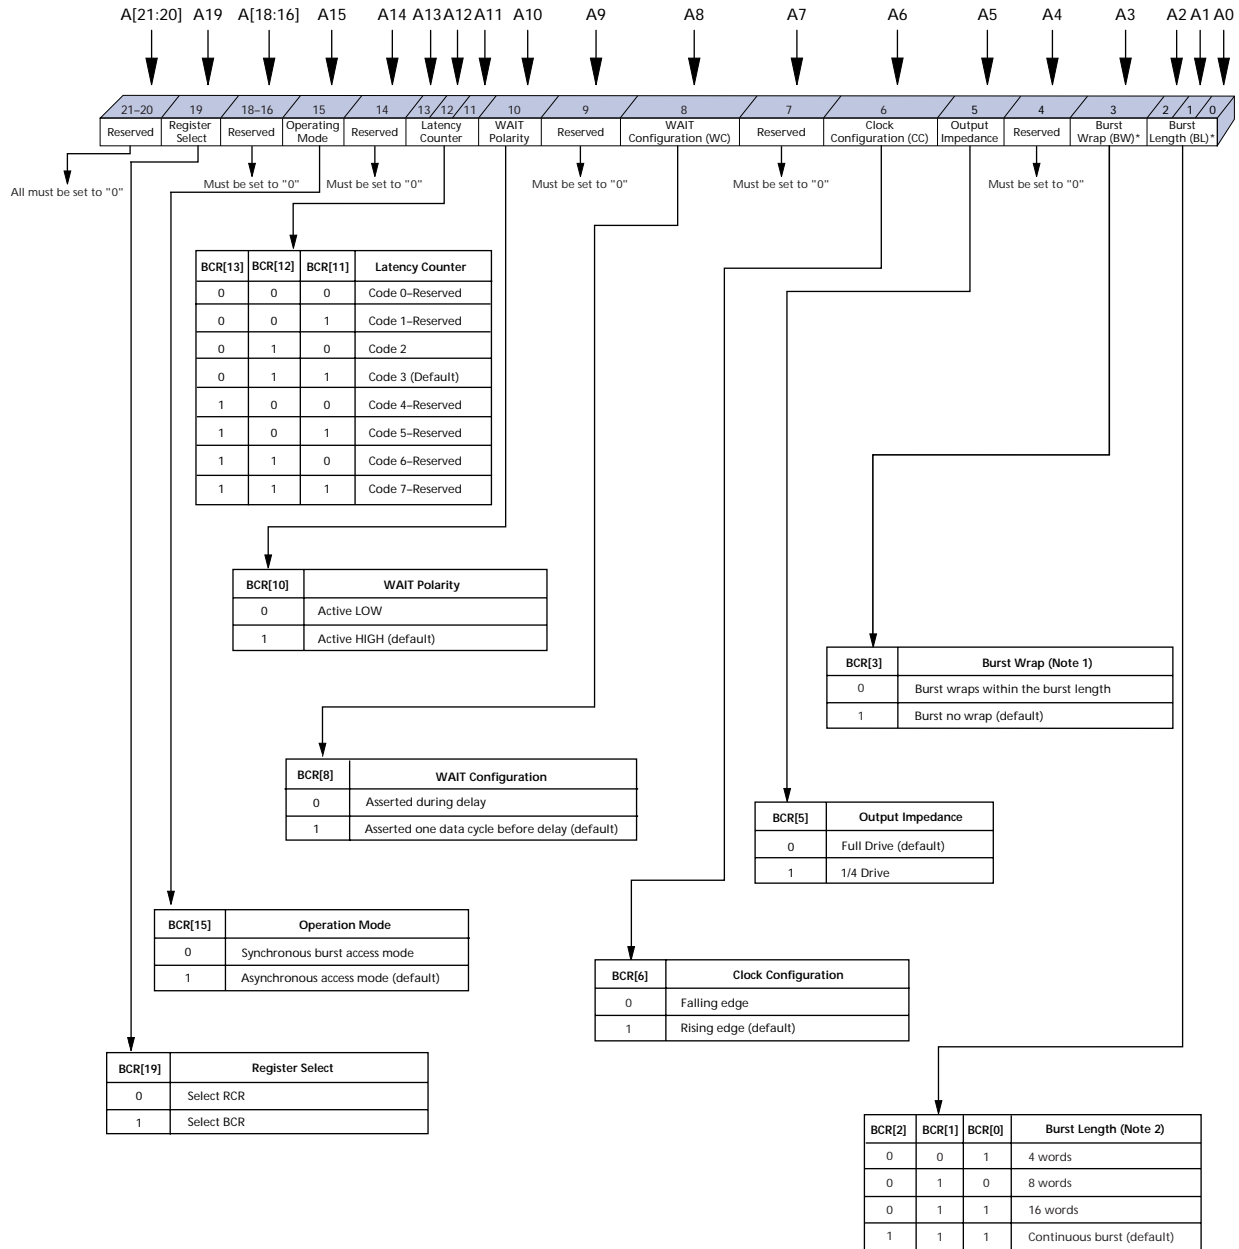 A[21:20] A19 A[18:16] A15 A14 A13 A12 A11 A10 A9 A8 A7 A6 A5 A4 A3 A2 A1 A0
21–20 19 18–16 15 14 13 12 11 10 9 8 7 6 5 4 3 2 1 0
Reserved Register Select Reserved Operating Mode Reserved Latency Counter WAIT Polarity Reserved WAIT Configuration (WC) Reserved Clock Configuration (CC) Output Impedance Reserved Burst Wrap (BW)* Burst Length (BL)*
All must be set to "0" Must be set to "0" Must be set to "0" Must be set to "0" Must be set to "0" Must be set to "0"
BCR[13] BCR[12] BCR[11] Latency Counter
0 0 0 Code 0–Reserved
0 0 1 Code 1–Reserved
0 1 0 Code 2
0 1 1 Code 3 (Default)
1 0 0 Code 4–Reserved
1 0 1 Code 5–Reserved
1 1 0 Code 6–Reserved
1 1 1 Code 7–Reserved
BCR[10] WAIT Polarity
0 Active LOW
1 Active HIGH (default)
BCR[3] Burst Wrap (Note 1)
0 Burst wraps within the burst length
1 Burst no wrap (default)
BCR[8] WAIT Configuration
0 Asserted during delay
1 Asserted one data cycle before delay (default)
BCR[5] Output Impedance
0 Full Drive (default)
1 1/4 Drive
BCR[15] Operation Mode
0 Synchronous burst access mode
1 Asynchronous access mode (default)
BCR[6] Clock Configuration
0 Falling edge
1 Rising edge (default)
BCR[19] Register Select
0 Select RCR
1 Select BCR
BCR[2] BCR[1] BCR[0] Burst Length (Note 2)
0 0 1 4 words
0 1 0 8 words
0 1 1 16 words
1 1 1 Continuous burst (default)